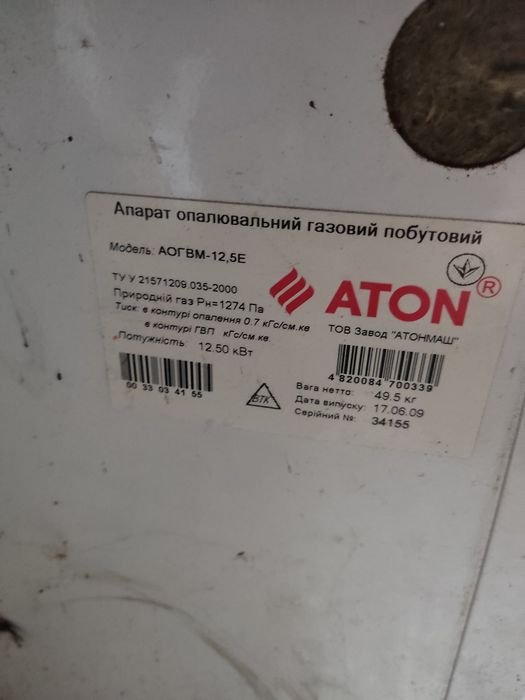 Апарат опалювальний газовий побутовий
Модель: АОГВМ-12,5Е
ТУ У 21571209.035-2000
Природній газ Рн=1274 Па
Тиск: в контурі опалення 0.7 кГс/см.кв
в контурі ГВП кГс/см.кв
Потужність: 12.50 кВт
00 33 03 41 55
ATON®
ТОВ Завод "АТОНМАШ"
4 820084 700339
БТК
Вага нетто: 49.5 кг
Дата випуску: 17.06.09
Серійний №: 34155